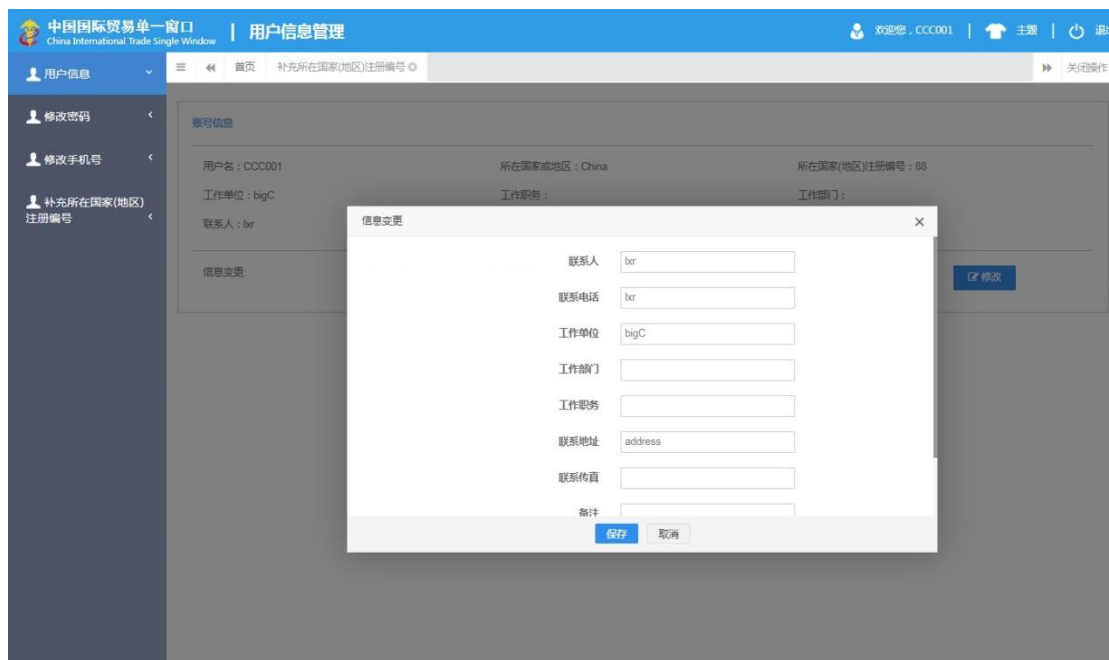 中国国际贸易单一窗口
China International Trade Single Window
用户信息管理
欢迎您，CCC001
主题
退出
用户信息
首页
补充所在国家(地区)注册编号
关闭操作
修改密码
修改手机号
补充所在国家(地区)
注册编号
账号信息
用户名：CCC001
所在国家或地区：China
所在国家(地区)注册编号：88
工作单位：bigC
工作职务：
工作部门：
联系人：lxr
信息变更
修改
信息变更
联系人
lxr
联系电话
lxr
工作单位
bigC
工作部门
工作职务
联系地址
address
联系传真
备注
保存
取消